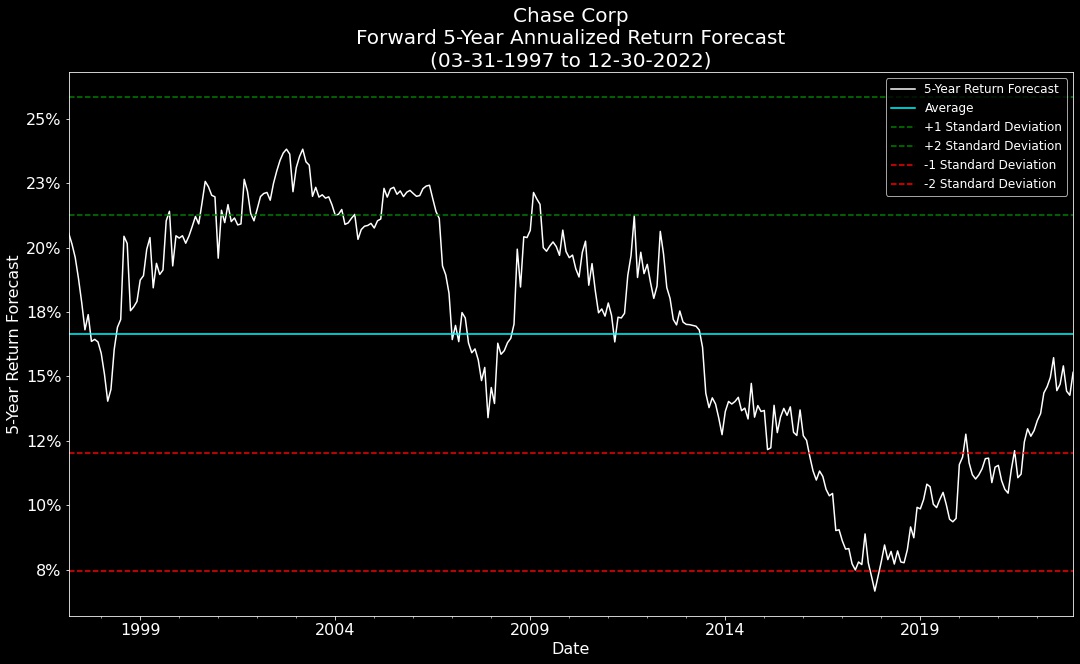 Chase Corp
Forward 5-Year Annualized Return Forecast
(03-31-1997 to 12-30-2022)
5-Year Return Forecast
Average
+1 Standard Deviation
+2 Standard Deviation
-1 Standard Deviation
-2 Standard Deviation
25%
23%
20%
18%
15%
12%
10%
8%
5-Year Return Forecast
1999
2004
2009
2014
2019
Date